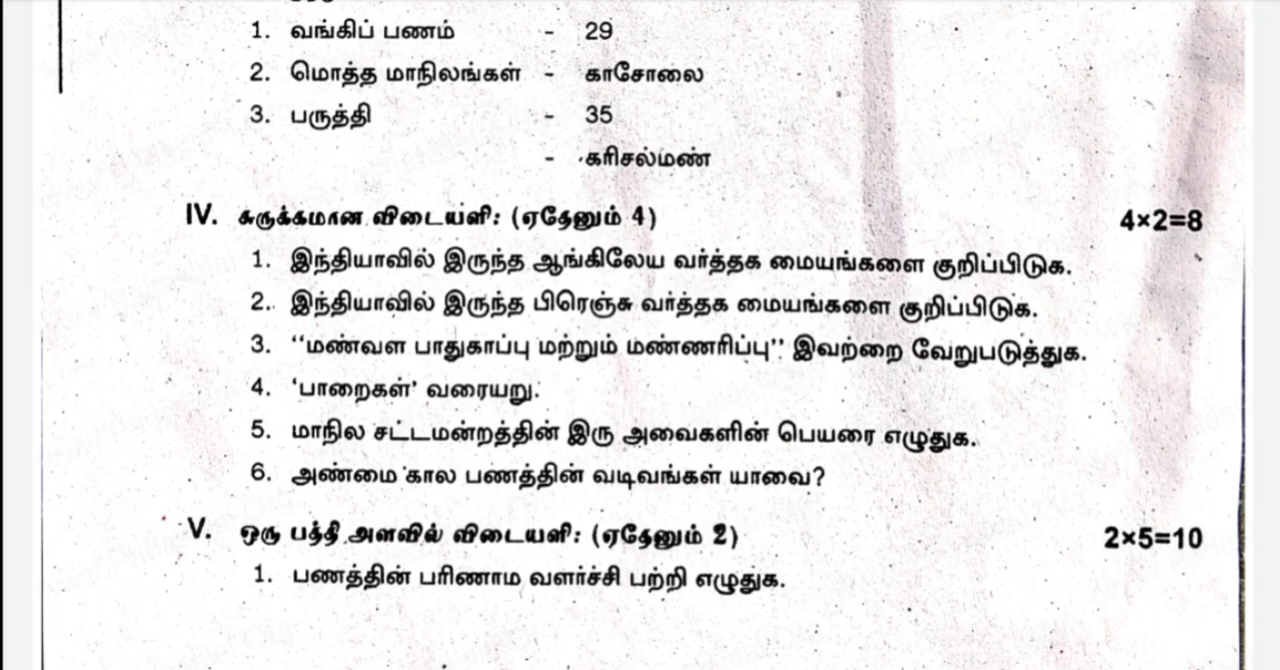 1. வங்கிப் பணம் - 29
2. மொத்த மாநிலங்கள் - காசோலை
3. பருத்தி - 35
- கரிசல்மண்
IV. சுருக்கமான விடையளி: (ஏதேனும் 4) 4×2=8
1. இந்தியாவில் இருந்த ஆங்கிலேய வர்த்தக மையங்களை குறிப்பிடுக.
2. இந்தியாவில் இருந்த பிரெஞ்சு வர்த்தக மையங்களை குறிப்பிடுக.
3. “மண்வள பாதுகாப்பு மற்றும் மண்ணரிப்பு” இவற்றை வேறுபடுத்துக.
4. 'பாறைகள்' வரையறு.
5. மாநில சட்டமன்றத்தின் இரு அவைகளின் பெயரை எழுதுக.
6. அண்மை கால பணத்தின் வடிவங்கள் யாவை?
V. ஒரு பத்தி அளவில் விடையளி: (ஏதேனும் 2) 2×5=10
1. பணத்தின் பரிணாம வளர்ச்சி பற்றி எழுதுக.